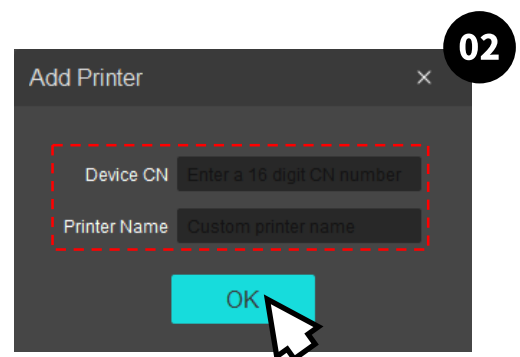 02
Add Printer ×
Device CN Enter a 16 digit CN number
Printer Name Custom printer name
OK